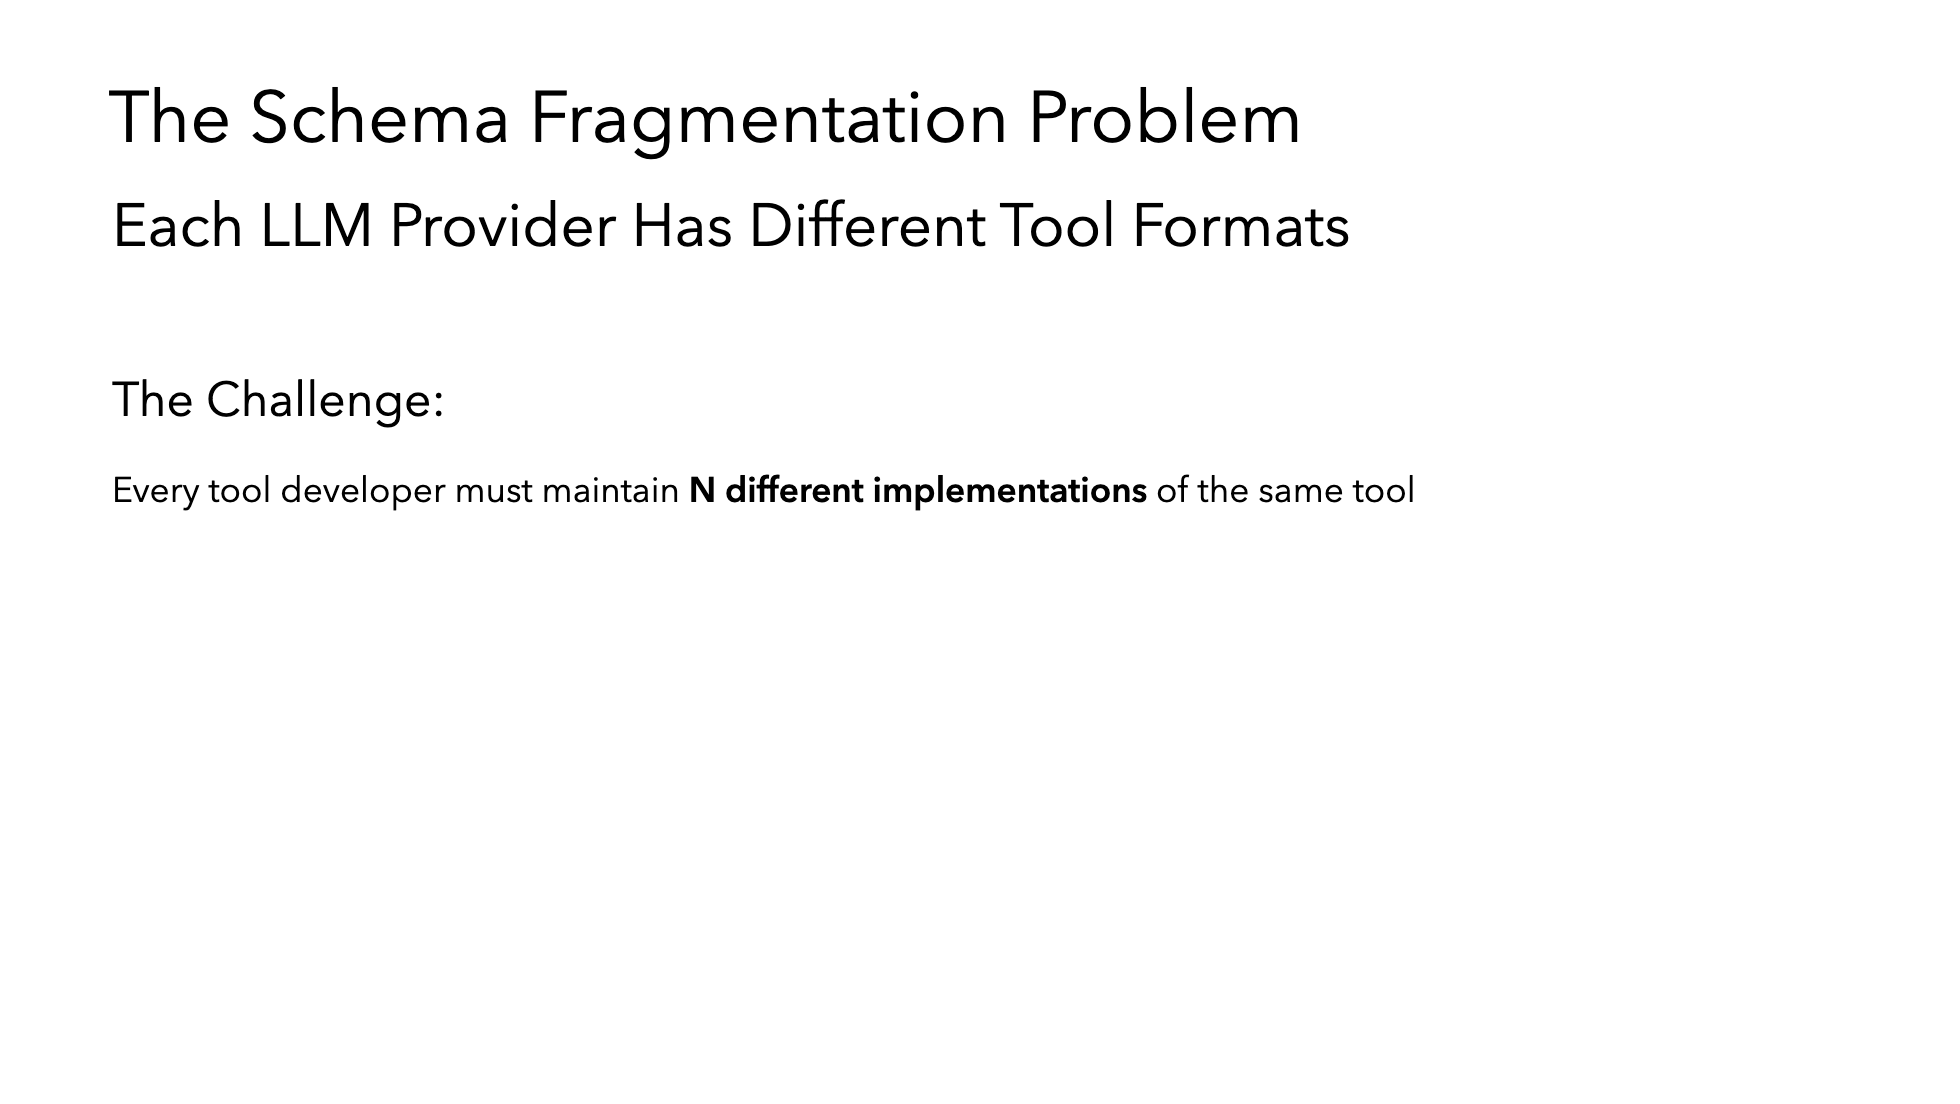 The Schema Fragmentation Problem
Each LLM Provider Has Different Tool Formats
The Challenge:
Every tool developer must maintain N different implementations of the same tool